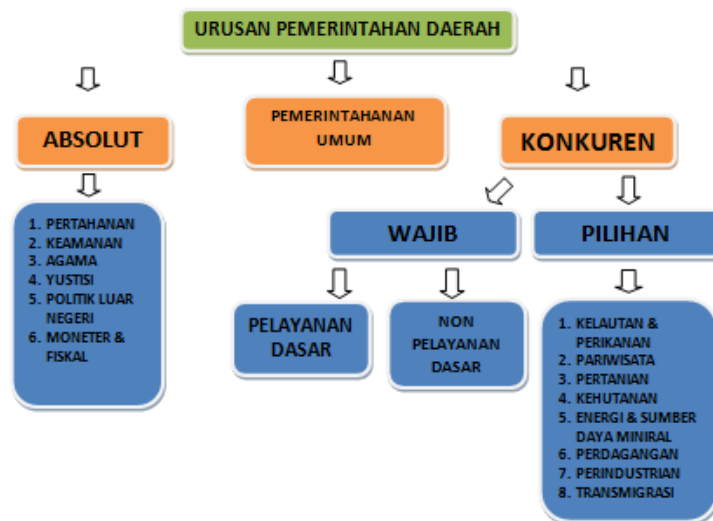 URUSAN PEMERINTAHAN DAERAH
ABSOLUT
PEMERINTAHANAN
UMUM
KONKUREN
1. PERTAHANAN
2. KEAMANAN
3. AGAMA
4. YUSTISI
5. POLITIK LUAR
NEGERI
6. MONETER &
FISKAL
WAJIB
PILIHAN
PELAYANAN
DASAR
NON
PELAYANAN
DASAR
1. KELAUTAN &
PERIKANAN
2. PARIWISATA
3. PERTANIAN
4. KEHUTANAN
5. ENERGI & SUMBER
DAYA MINIRAL
6. PERDAGANGAN
7. PERINDUSTRIAN
8. TRANSMIGRASI